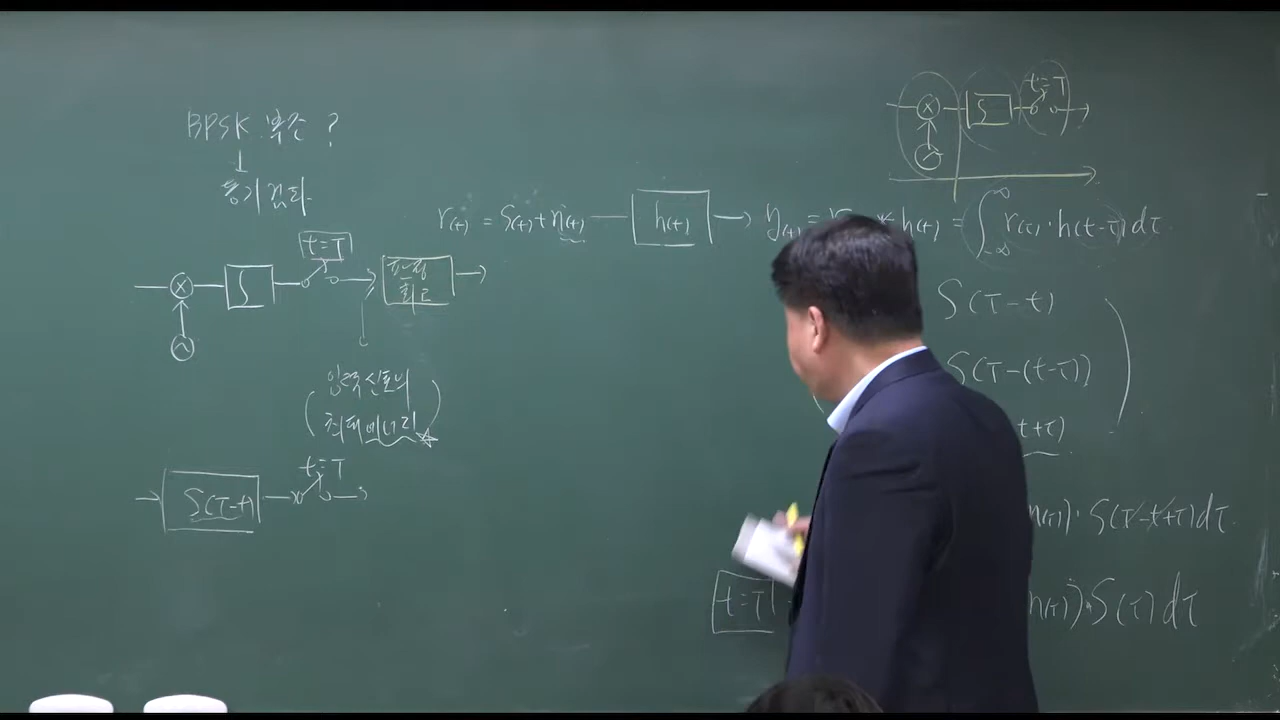 BPSK 복조 ?
동기검파
t=T
∫
판정
회로
입력신호의
최대에너지
S(T-t)
t=T
t=T
∫
r(t) = S(t)+n(t)
h(t)
y(t) =
* h(t) = ∫-∞^∞ r(τ)·h(t-τ)dτ
S(T-t)
S(T-(t-τ))
t+τ)
n(τ)·S(T-t+τ)dτ
t=T
n(τ))·S(τ)dτ